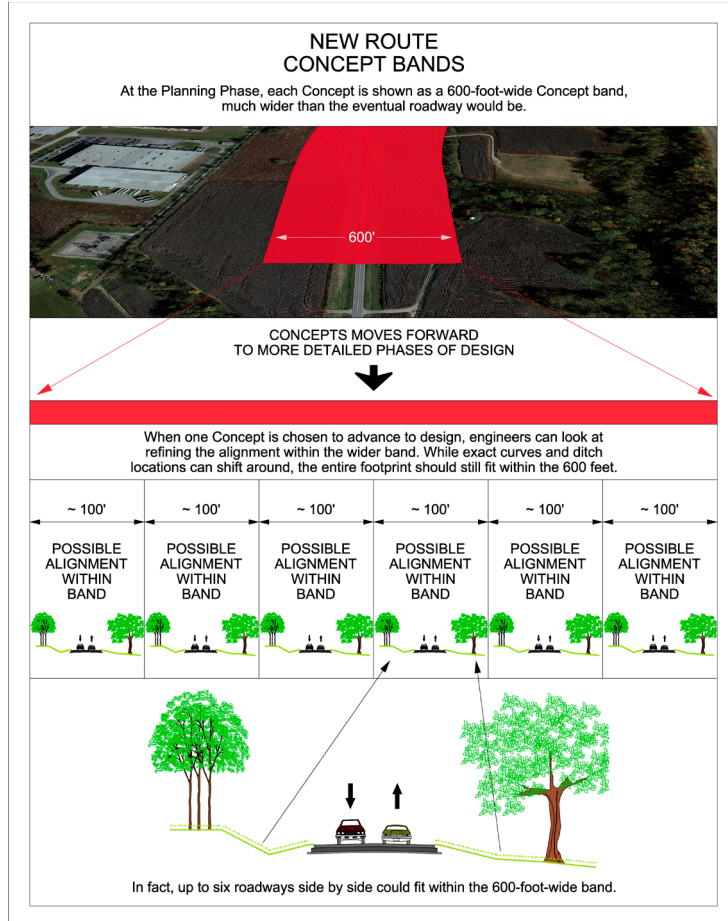 NEW ROUTE
CONCEPT BANDS
At the Planning Phase, each Concept is shown as a 600-foot-wide Concept band,
much wider than the eventual roadway would be.
600'
CONCEPTS MOVES FORWARD
TO MORE DETAILED PHASES OF DESIGN
When one Concept is chosen to advance to design, engineers can look at
refining the alignment within the wider band. While exact curves and ditch
locations can shift around, the entire footprint should still fit within the 600 feet.
~ 100' ~ 100' ~ 100' ~ 100' ~ 100' ~ 100'
POSSIBLE POSSIBLE POSSIBLE POSSIBLE POSSIBLE POSSIBLE
ALIGNMENT ALIGNMENT ALIGNMENT ALIGNMENT ALIGNMENT ALIGNMENT
WITHIN WITHIN WITHIN WITHIN WITHIN WITHIN
BAND BAND BAND BAND BAND BAND
In fact, up to six roadways side by side could fit within the 600-foot-wide band.